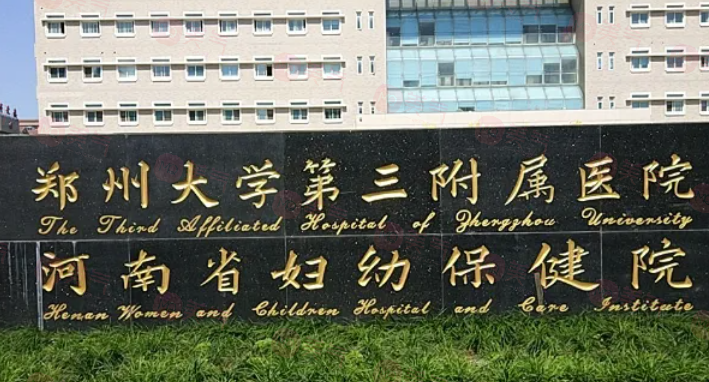 郑州大学第三附属医院
The Third Affiliated Hospital of Zhengzhou University
河南省妇幼保健院
Henan Women and Children Hospital and Care Institute